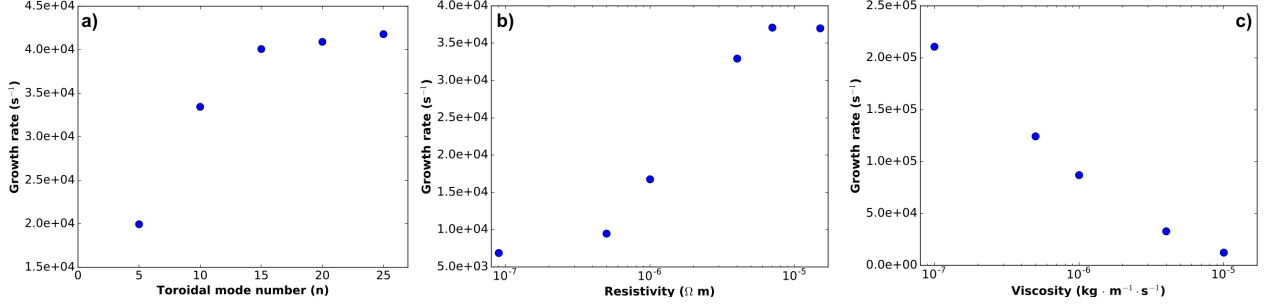 a)
4.5e+04
4.0e+04
3.5e+04
3.0e+04
2.5e+04
2.0e+04
1.5e+04
Growth rate (s⁻¹)
0 5 10 15 20 25
Toroidal mode number (n)
b)
4.0e+04
3.5e+04
3.0e+04
2.5e+04
2.0e+04
1.5e+04
1.0e+04
5.0e+03
Growth rate (s⁻¹)
10⁻⁷ 10⁻⁶ 10⁻⁵
Resistivity (Ω m)
c)
2.5e+05
2.0e+05
1.5e+05
1.0e+05
5.0e+04
0.0e+00
Growth rate (s⁻¹)
10⁻⁷ 10⁻⁶ 10⁻⁵
Viscosity (kg · m⁻¹ · s⁻¹)